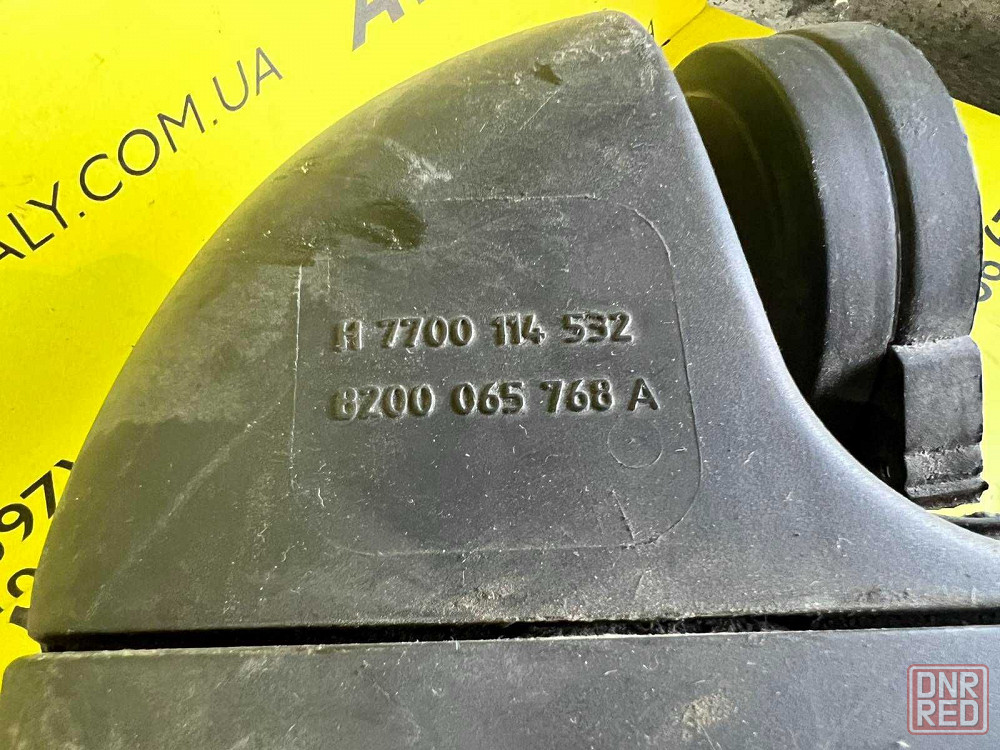 ALY.COM.UA
H 7700 114 532
8200 065 768 A
DNR
RED